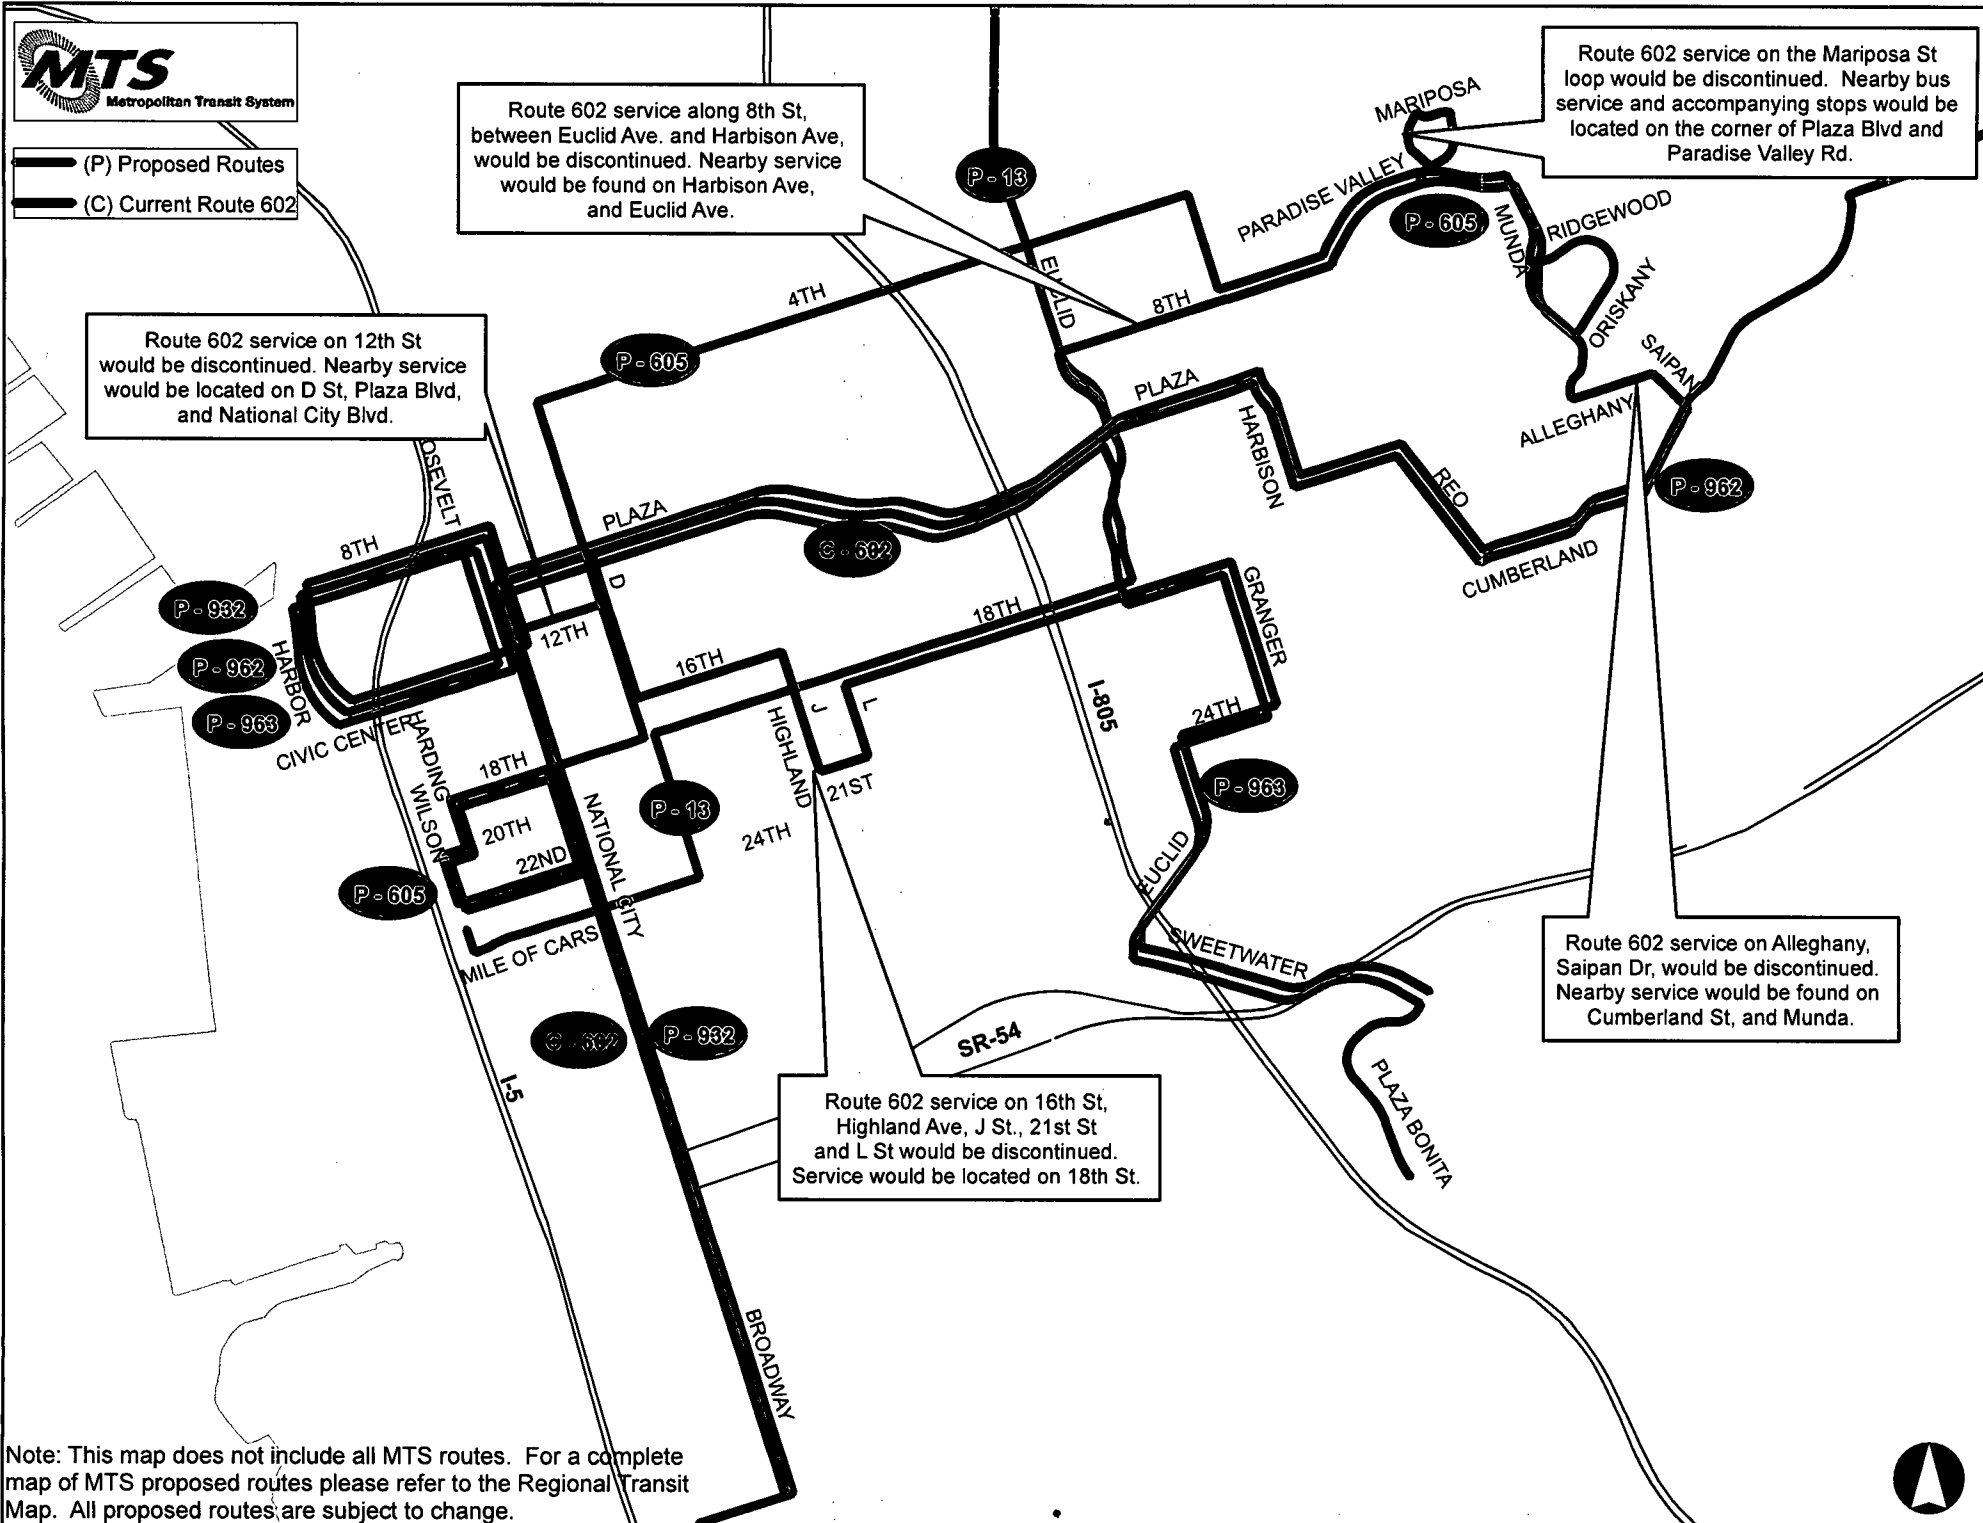 MTS
Metropolitan Transit System
(P) Proposed Routes
(C) Current Route 602
Route 602 service along 8th St,
between Euclid Ave. and Harbison Ave,
would be discontinued. Nearby service
would be found on Harbison Ave,
and Euclid Ave.
Route 602 service on the Mariposa St
loop would be discontinued. Nearby bus
service and accompanying stops would be
located on the corner of Plaza Blvd and
Paradise Valley Rd.
Route 602 service on 12th St
would be discontinued. Nearby service
would be located on D St, Plaza Blvd,
and National City Blvd.
MARIPOSA
P - 13
PARADISE VALLEY
P - 605
MUNDA
RIDGEWOOD
EUCLID
4TH
8TH
ORISKANY
P - 605
SAIPAN
PLAZA
HARBISON
ALLEGHANY
OSEVELT
PLAZA
REO
P - 962
8TH
C - 602
CUMBERLAND
D
P - 932
12TH
18TH
GRANGER
P - 962
HARBOR
16TH
P - 963
CIVIC CENTER
HARDING
HIGHLAND
J
L
I-805
24TH
18TH
WILSON
21ST
P - 963
20TH
NATIONAL CITY
P - 13
24TH
22ND
EUCLID
P - 605
MILE OF CARS
SWEETWATER
Route 602 service on Alleghany,
Saipan Dr, would be discontinued.
Nearby service would be found on
Cumberland St, and Munda.
C - 602
P - 932
SR-54
I-5
PLAZA BONITA
Route 602 service on 16th St,
Highland Ave, J St., 21st St
and L St would be discontinued.
Service would be located on 18th St.
BROADWAY
Note: This map does not include all MTS routes. For a complete
map of MTS proposed routes please refer to the Regional Transit
Map. All proposed routes are subject to change.